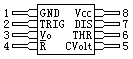 1 GND Vcc 8
2 TRIG DIS 7
3 Vo THR 6
4 R CVolt 5